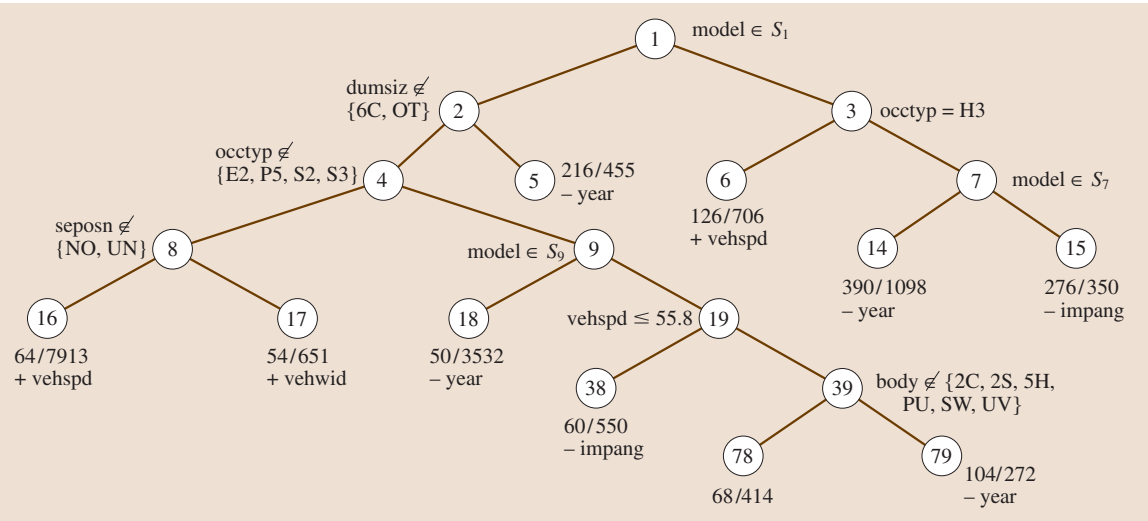 1
model ∈ S1
dumsiz ∉
{6C, OT}
2
3
occtyp = H3
occtyp ∉
{E2, P5, S2, S3}
4
5
216/455
– year
6
126/706
+ vehspd
7
model ∈ S7
seposn ∉
{NO, UN}
8
model ∈ S9
9
14
390/1098
– year
15
276/350
– impang
16
64/7913
+ vehspd
17
54/651
+ vehwid
18
50/3532
– year
vehspd ≤ 55.8
19
38
60/550
– impang
39
body ∉ {2C, 2S, 5H,
PU, SW, UV}
78
68/414
79
104/272
– year